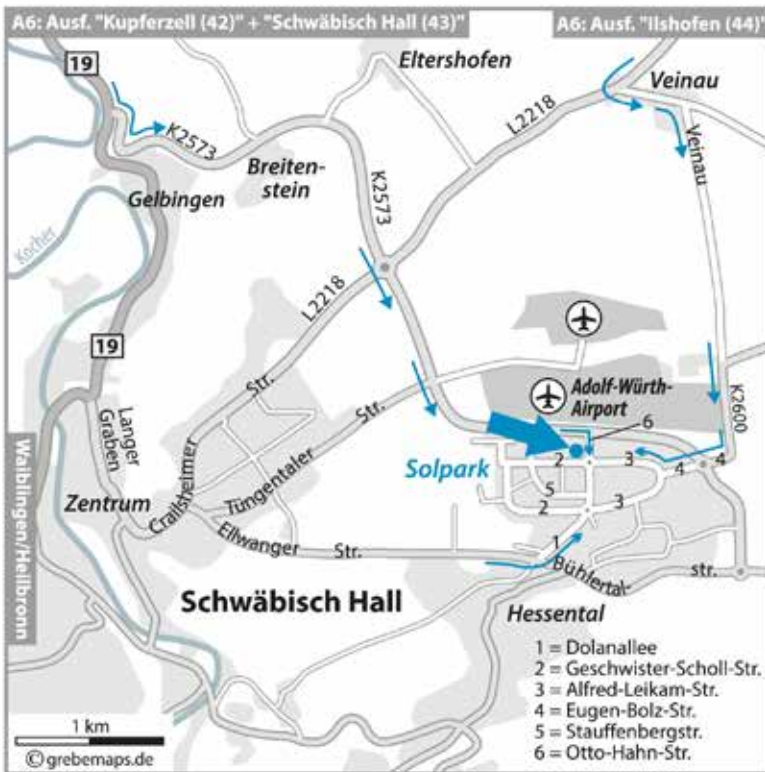 A6: Ausf. "Kupferzell (42)" + "Schwäbisch Hall (43)"
A6: Ausf. "Ilshofen (44)"
19
Eltershofen
Veinau
K2573
L2218
Veinau
Breiten-
stein
Gelbingen
K2573
Kocher
L2218
19
Str.
Adolf-Würth-
Airport
K2600
Langer
Graben
Str.
6
Solpark
2
3
4
4
Crailsheimer
Tüngentaler
5
Zentrum
2
3
Waiblingen/Heilbronn
Ellwanger
Str.
1
Bühlertal-
str.
Schwäbisch Hall
Hessental
1 = Dolanallee
2 = Geschwister-Scholl-Str.
3 = Alfred-Leikam-Str.
4 = Eugen-Bolz-Str.
5 = Stauffenbergstr.
6 = Otto-Hahn-Str.
1 km
© grebemaps.de